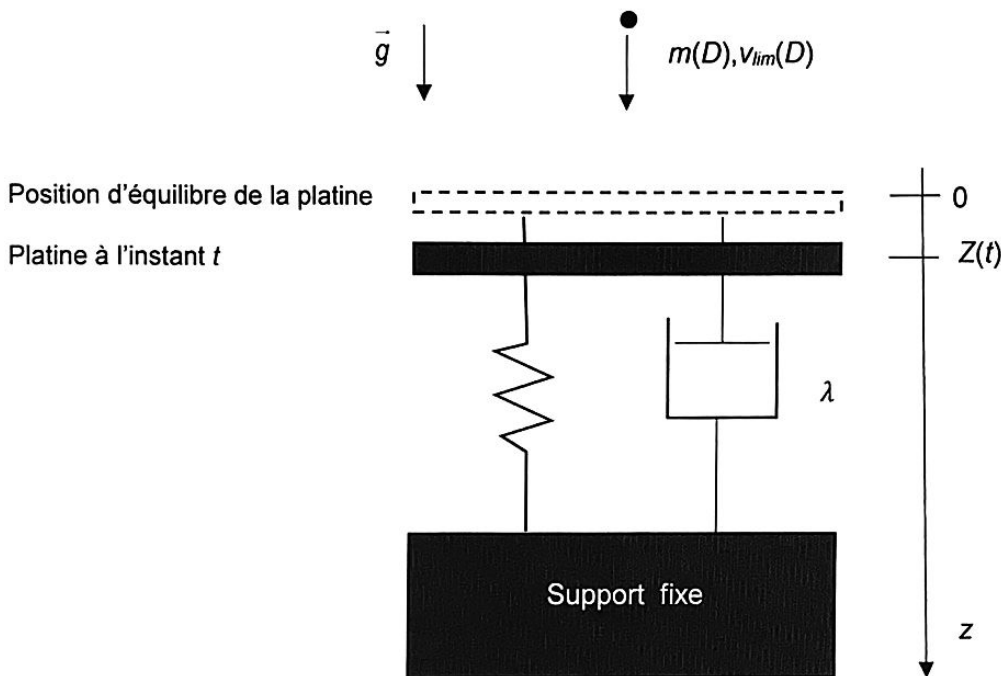 g m(D),vlim(D)
Position d'équilibre de la platine 0
Platine à l'instant t Z(t)
λ
Support fixe
z